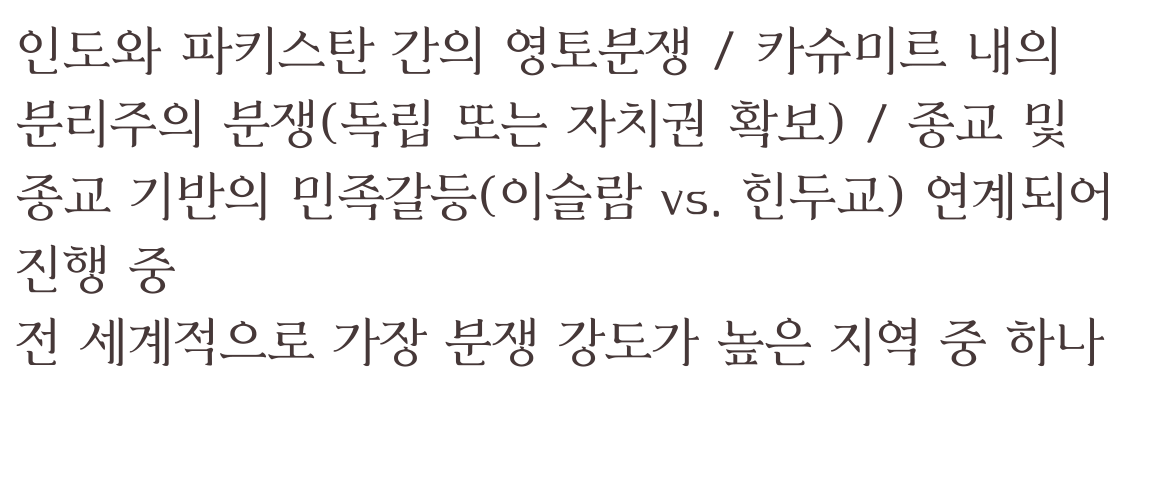 인도와 파키스탄 간의 영토분쟁 / 카슈미르 내의
분리주의 분쟁(독립 또는 자치권 확보) / 종교 및
종교 기반의 민족갈등(이슬람 vs. 힌두교) 연계되어
진행 중
전 세계적으로 가장 분쟁 강도가 높은 지역 중 하나